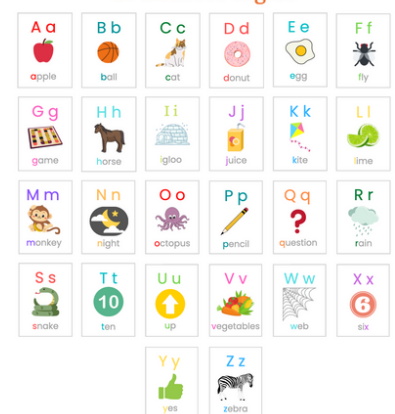 A a B b C c D d E e F f
apple ball cat donut egg fly
G g H h I i J j K k L l
game horse igloo juice kite lime
M m N n O o P p Q q R r
monkey night octopus pencil question rain
S s T t U u V v W w X x
10 6
snake ten up vegetables web six
Y y Z z
yes zebra